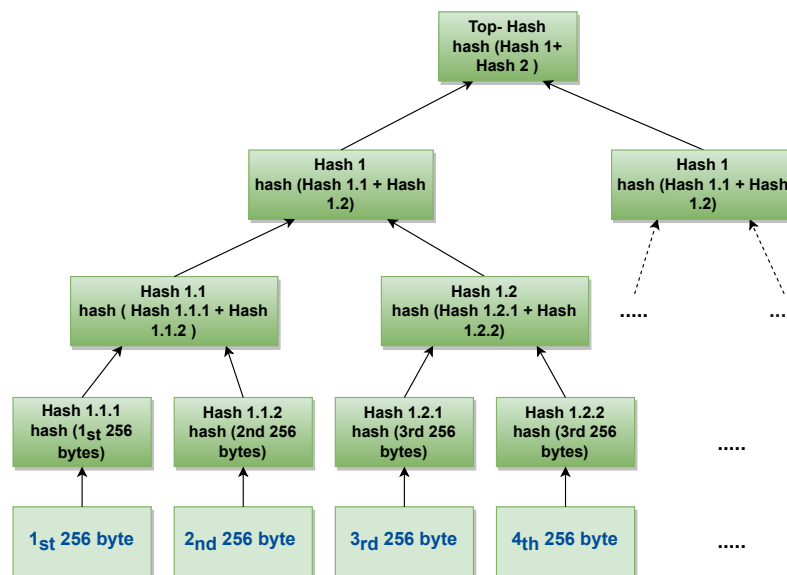 Top- Hash
hash (Hash 1+
Hash 2 )
Hash 1
hash (Hash 1.1 + Hash
1.2)
Hash 1
hash (Hash 1.1 + Hash
1.2)
Hash 1.1
hash ( Hash 1.1.1 + Hash
1.1.2 )
Hash 1.2
hash (Hash 1.2.1 + Hash
1.2.2)
.....
...
Hash 1.1.1
hash (1st 256
bytes)
Hash 1.1.2
hash (2nd 256
bytes)
Hash 1.2.1
hash (3rd 256
bytes)
Hash 1.2.2
hash (3rd 256
bytes)
.....
1st 256 byte
2nd 256 byte
3rd 256 byte
4th 256 byte
.....